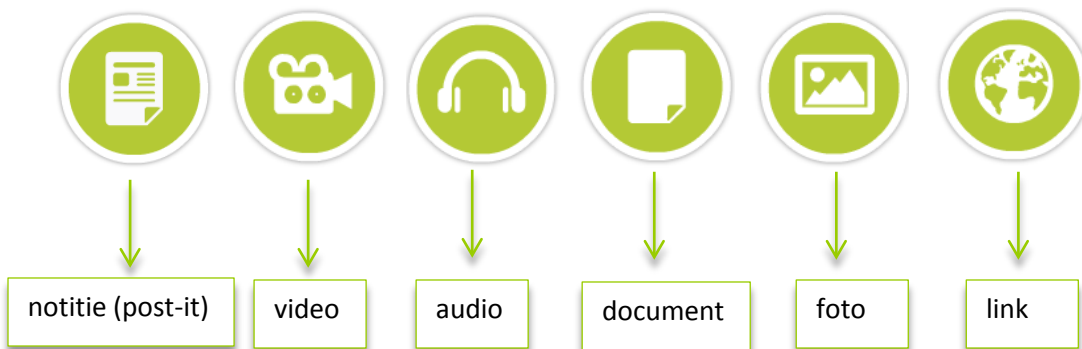 notitie (post-it)
video
audio
document
foto
link